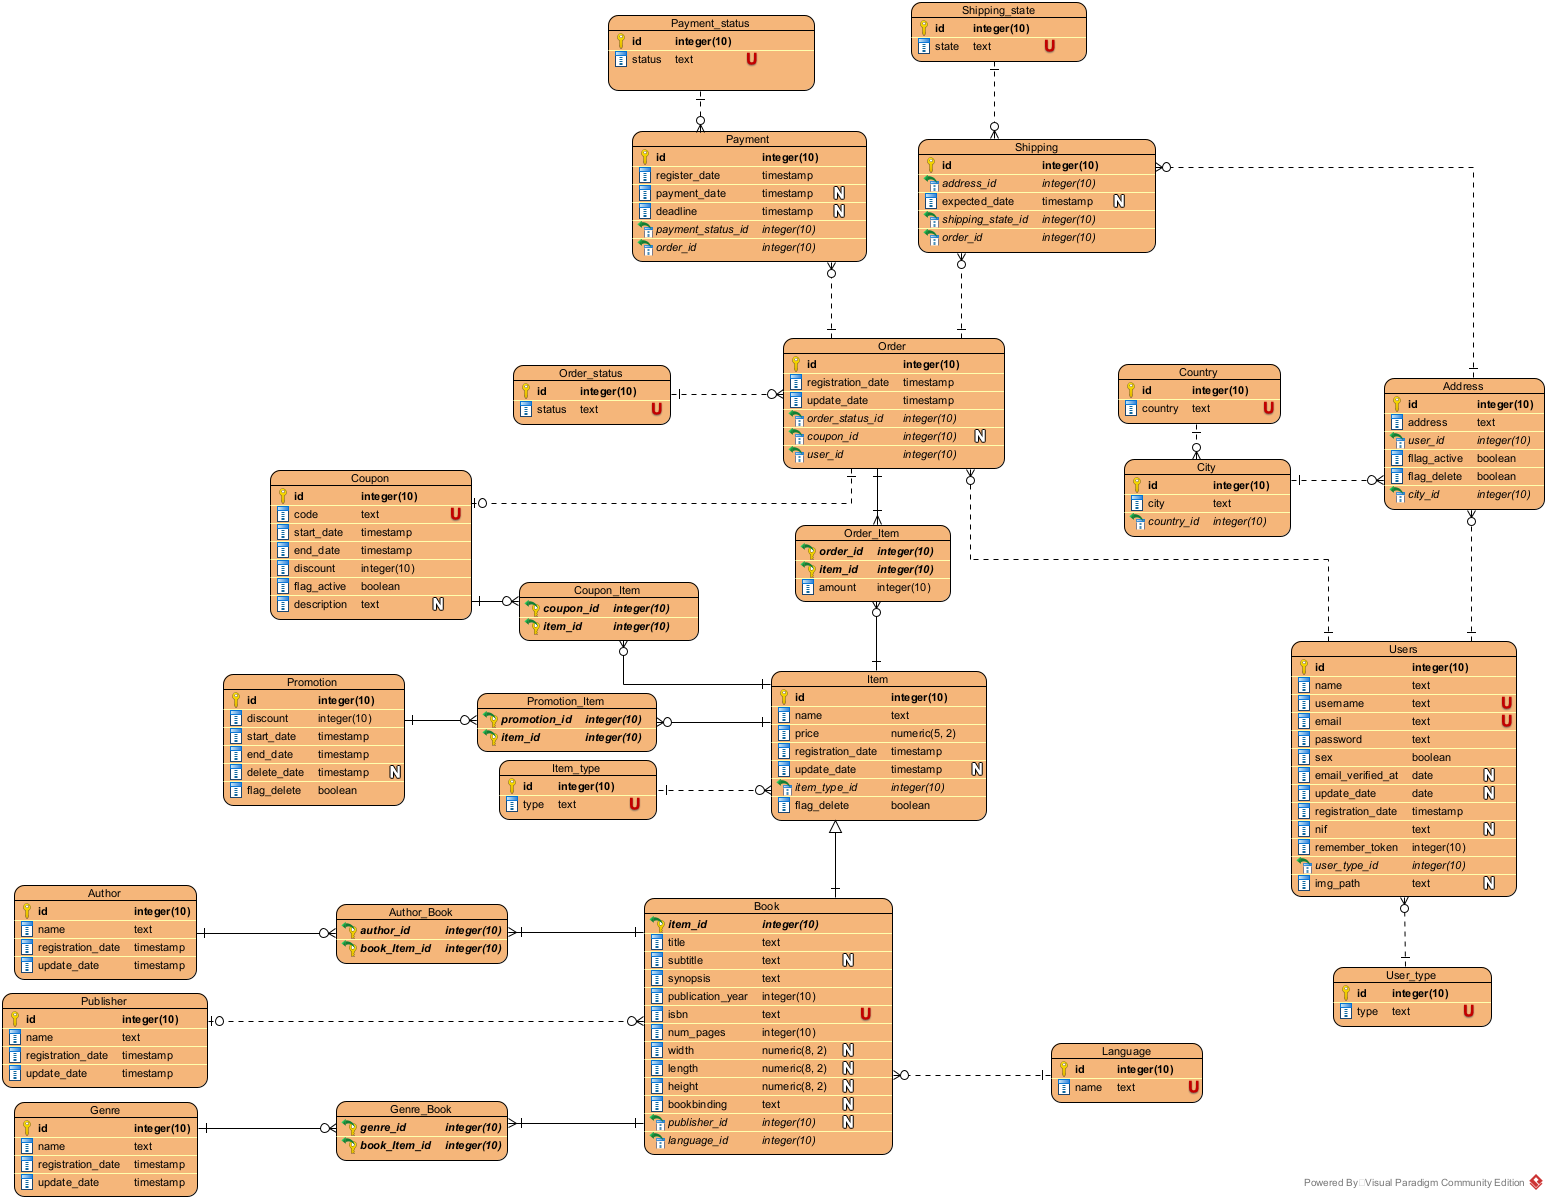 Payment_status
id integer(10)
status text U
Shipping_state
id integer(10)
state text U
Payment
id integer(10)
register_date timestamp
payment_date timestamp N
deadline timestamp N
payment_status_id integer(10)
order_id integer(10)
Shipping
id integer(10)
address_id integer(10)
expected_date timestamp N
shipping_state_id integer(10)
order_id integer(10)
Order
id integer(10)
registration_date timestamp
update_date timestamp
order_status_id integer(10)
coupon_id integer(10) N
user_id integer(10)
Order_status
id integer(10)
status text U
Country
id integer(10)
country text U
Address
id integer(10)
address text
user_id integer(10)
fllag_active boolean
flag_delete boolean
city_id integer(10)
City
id integer(10)
city text
country_id integer(10)
Coupon
id integer(10)
code text U
start_date timestamp
end_date timestamp
discount integer(10)
flag_active boolean
description text N
Order_Item
order_id integer(10)
item_id integer(10)
amount integer(10)
Coupon_Item
coupon_id integer(10)
item_id integer(10)
Users
id integer(10)
name text
username text U
email text U
password text
sex boolean
email_verified_at date N
update_date date N
registration_date timestamp
nif text N
remember_token integer(10)
user_type_id integer(10)
img_path text N
Promotion
id integer(10)
discount integer(10)
start_date timestamp
end_date timestamp
delete_date timestamp N
flag_delete boolean
Promotion_Item
promotion_id integer(10)
item_id integer(10)
Item
id integer(10)
name text
price numeric(5, 2)
registration_date timestamp
update_date timestamp N
item_type_id integer(10)
flag_delete boolean
Item_type
id integer(10)
type text U
Author
id integer(10)
name text
registration_date timestamp
update_date timestamp
Author_Book
author_id integer(10)
book_Item_id integer(10)
Book
item_id integer(10)
title text
subtitle text N
synopsis text
publication_year integer(10)
isbn text U
num_pages integer(10)
width numeric(8, 2) N
length numeric(8, 2) N
height numeric(8, 2) N
bookbinding text N
publisher_id integer(10) N
language_id integer(10)
User_type
id integer(10)
type text U
Publisher
id integer(10)
name text
registration_date timestamp
update_date timestamp
Language
id integer(10)
name text U
Genre
id integer(10)
name text
registration_date timestamp
update_date timestamp
Genre_Book
genre_id integer(10)
book_Item_id integer(10)
Powered By Visual Paradigm Community Edition